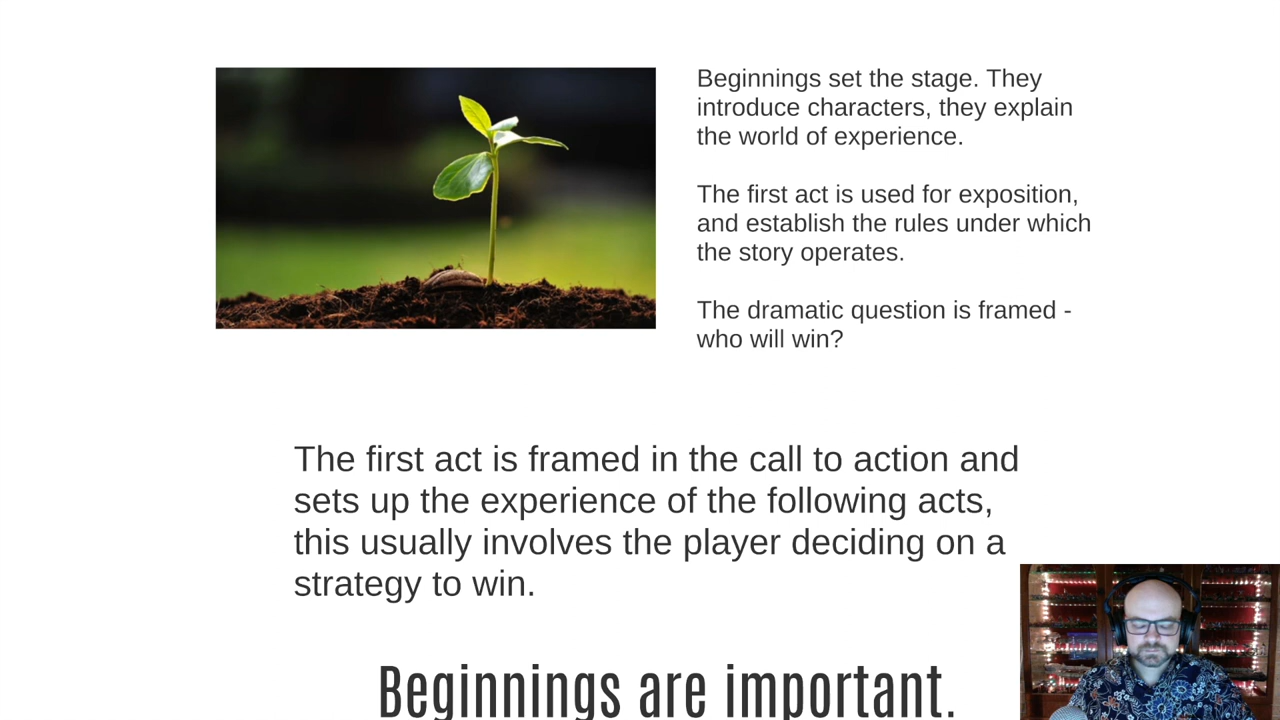 Beginnings set the stage. They
introduce characters, they explain
the world of experience.
The first act is used for exposition,
and establish the rules under which
the story operates.
The dramatic question is framed -
who will win?
The first act is framed in the call to action and
sets up the experience of the following acts,
this usually involves the player deciding on a
strategy to win.
Beginnings are important.